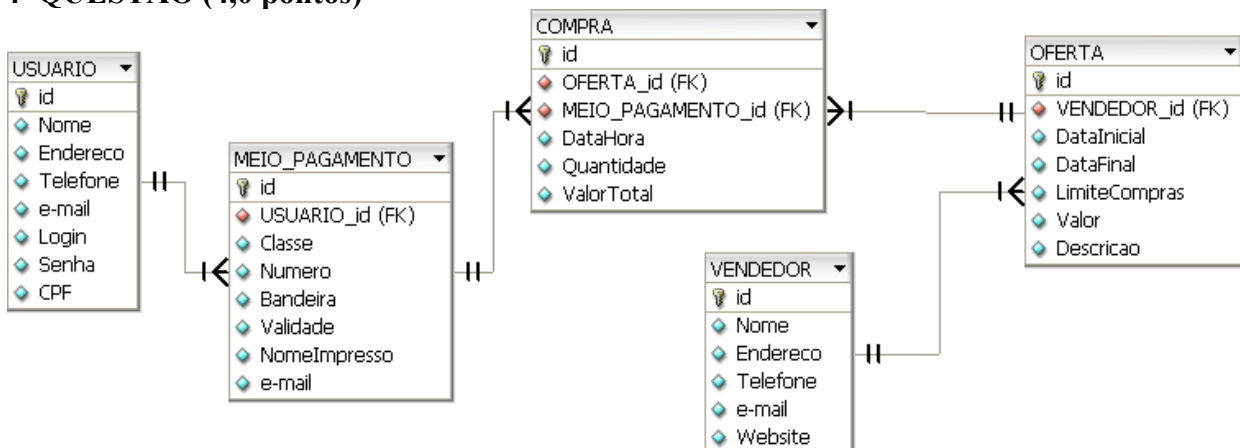 QUESTÃO (4,0 pontos)
USUARIO
id
Nome
Endereco
Telefone
e-mail
Login
Senha
CPF
MEIO_PAGAMENTO
id
USUARIO_id (FK)
Classe
Numero
Bandeira
Validade
NomeImpresso
e-mail
COMPRA
id
OFERTA_id (FK)
MEIO_PAGAMENTO_id (FK)
DataHora
Quantidade
ValorTotal
VENDEDOR
id
Nome
Endereco
Telefone
e-mail
Website
OFERTA
id
VENDEDOR_id (FK)
DataInicial
DataFinal
LimiteCompras
Valor
Descricao